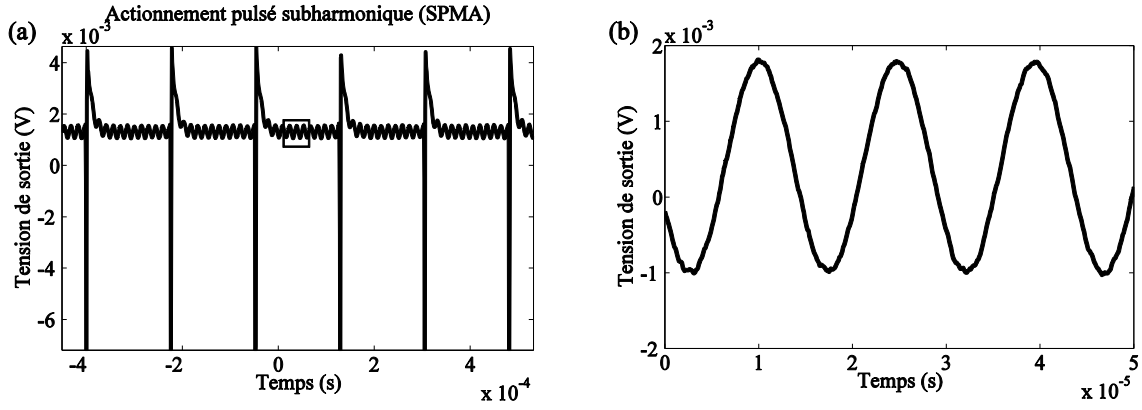 Actionnement pulsé subharmonique (SPMA)
(a)
x 10⁻³
4
2
0
-2
-4
-6
Tension de sortie (V)
-4
-2
0
2
4
Temps (s)
x 10⁻⁴
(b)
x 10⁻³
2
1
0
-1
-2
Tension de sortie (V)
0
1
2
3
4
5
Temps (s)
x 10⁻⁵